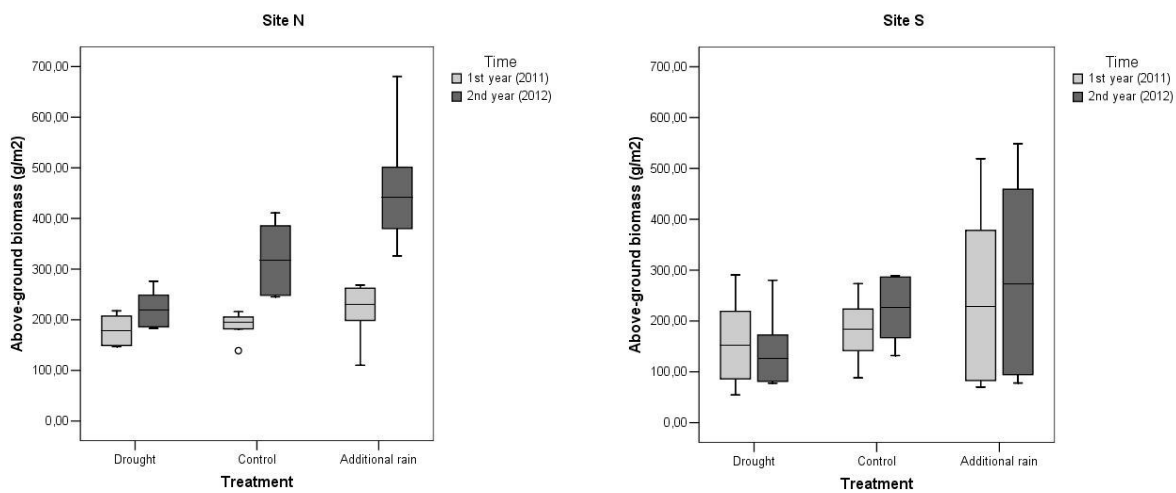 Site N
Above-ground biomass (g/m2)
700,00
600,00
500,00
400,00
300,00
200,00
100,00
0,00
Drought Control Additional rain
Treatment
Time
1st year (2011)
2nd year (2012)
Site S
Above-ground biomass (g/m2)
700,00
600,00
500,00
400,00
300,00
200,00
100,00
0,00
Drought Control Additional rain
Treatment
Time
1st year (2011)
2nd year (2012)